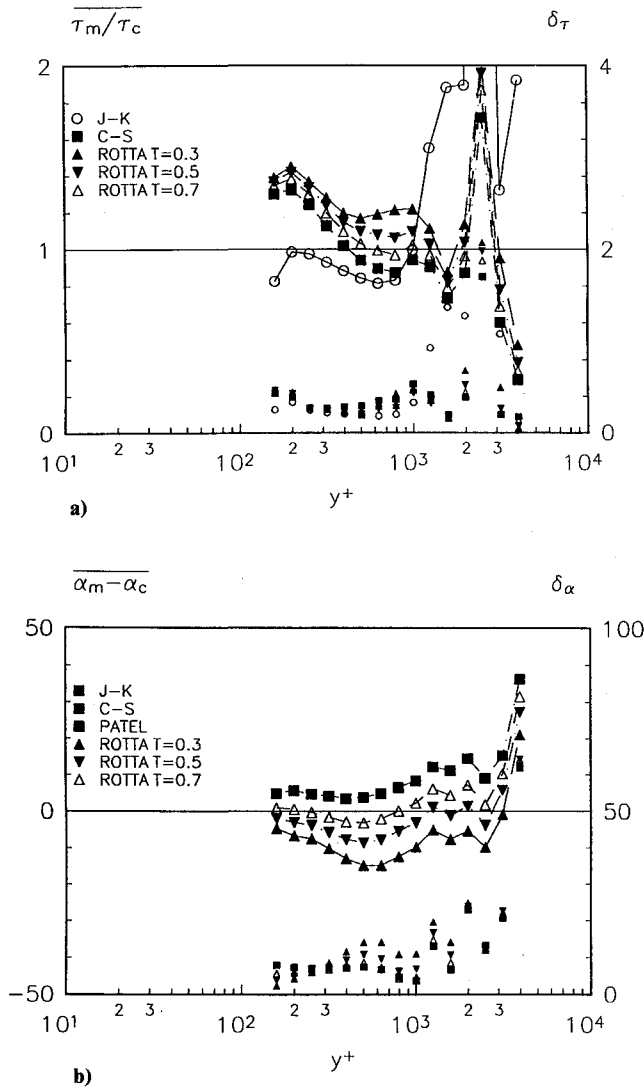 τm/τc δτ
2 4
J-K
C-S
ROTTA T=0.3
ROTTA T=0.5
ROTTA T=0.7
1 2
0 0
10¹ 2 3 10² 2 3 10³ 2 3 10⁴
y+
a)
αm-αc δα
50 100
J-K
C-S
PATEL
ROTTA T=0.3
ROTTA T=0.5
ROTTA T=0.7
0 50
-50 0
10¹ 2 3 10² 2 3 10³ 2 3 10⁴
y+
b)